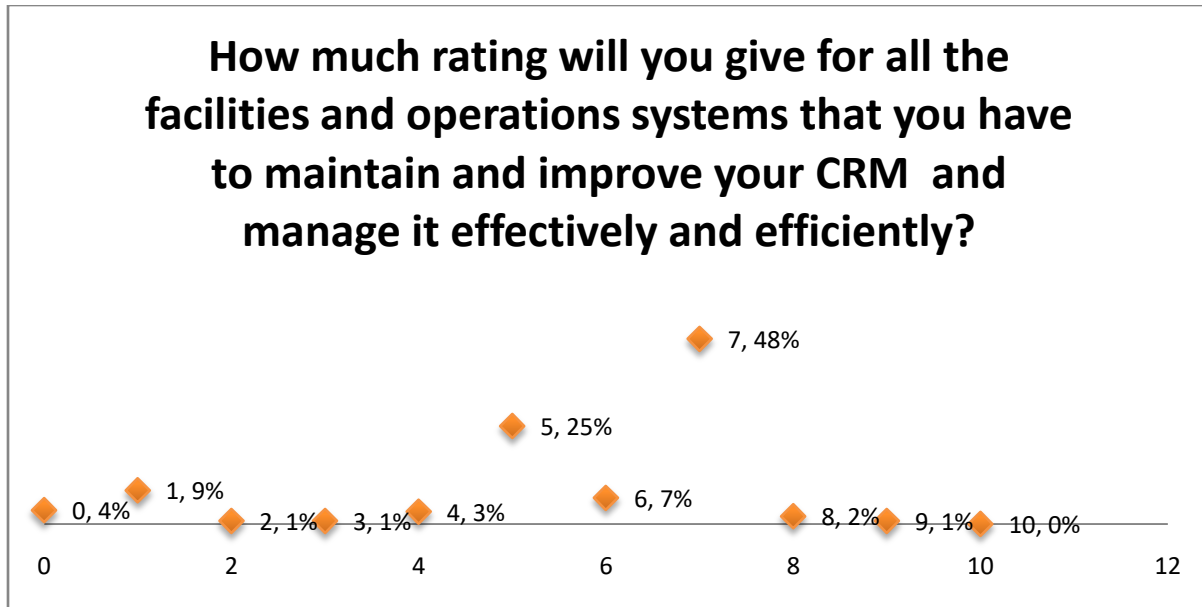 How much rating will you give for all the
facilities and operations systems that you have
to maintain and improve your CRM  and
manage it effectively and efficiently?
7, 48%
5, 25%
1, 9%
6, 7%
0, 4%
2, 1%
3, 1%
4, 3%
8, 2%
9, 1%
10, 0%
0 2 4 6 8 10 12